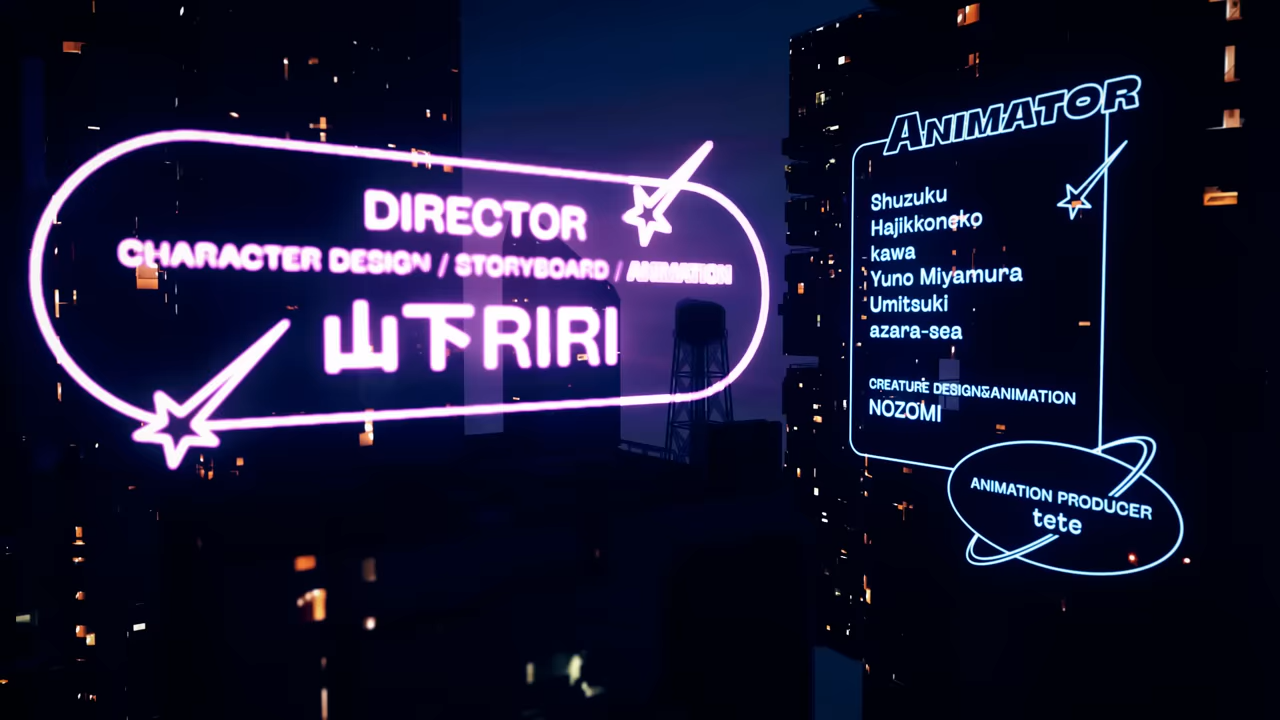 DIRECTOR
CHARACTER DESIGN / STORYBOARD / ANIMATION
山下RIRI
ANIMATOR
Shuzuku
Hajikkoneko
kawa
Yuno Miyamura
Umitsuki
azara-sea
CREATURE DESIGN&ANIMATION
NOZOMI
ANIMATION PRODUCER
tete